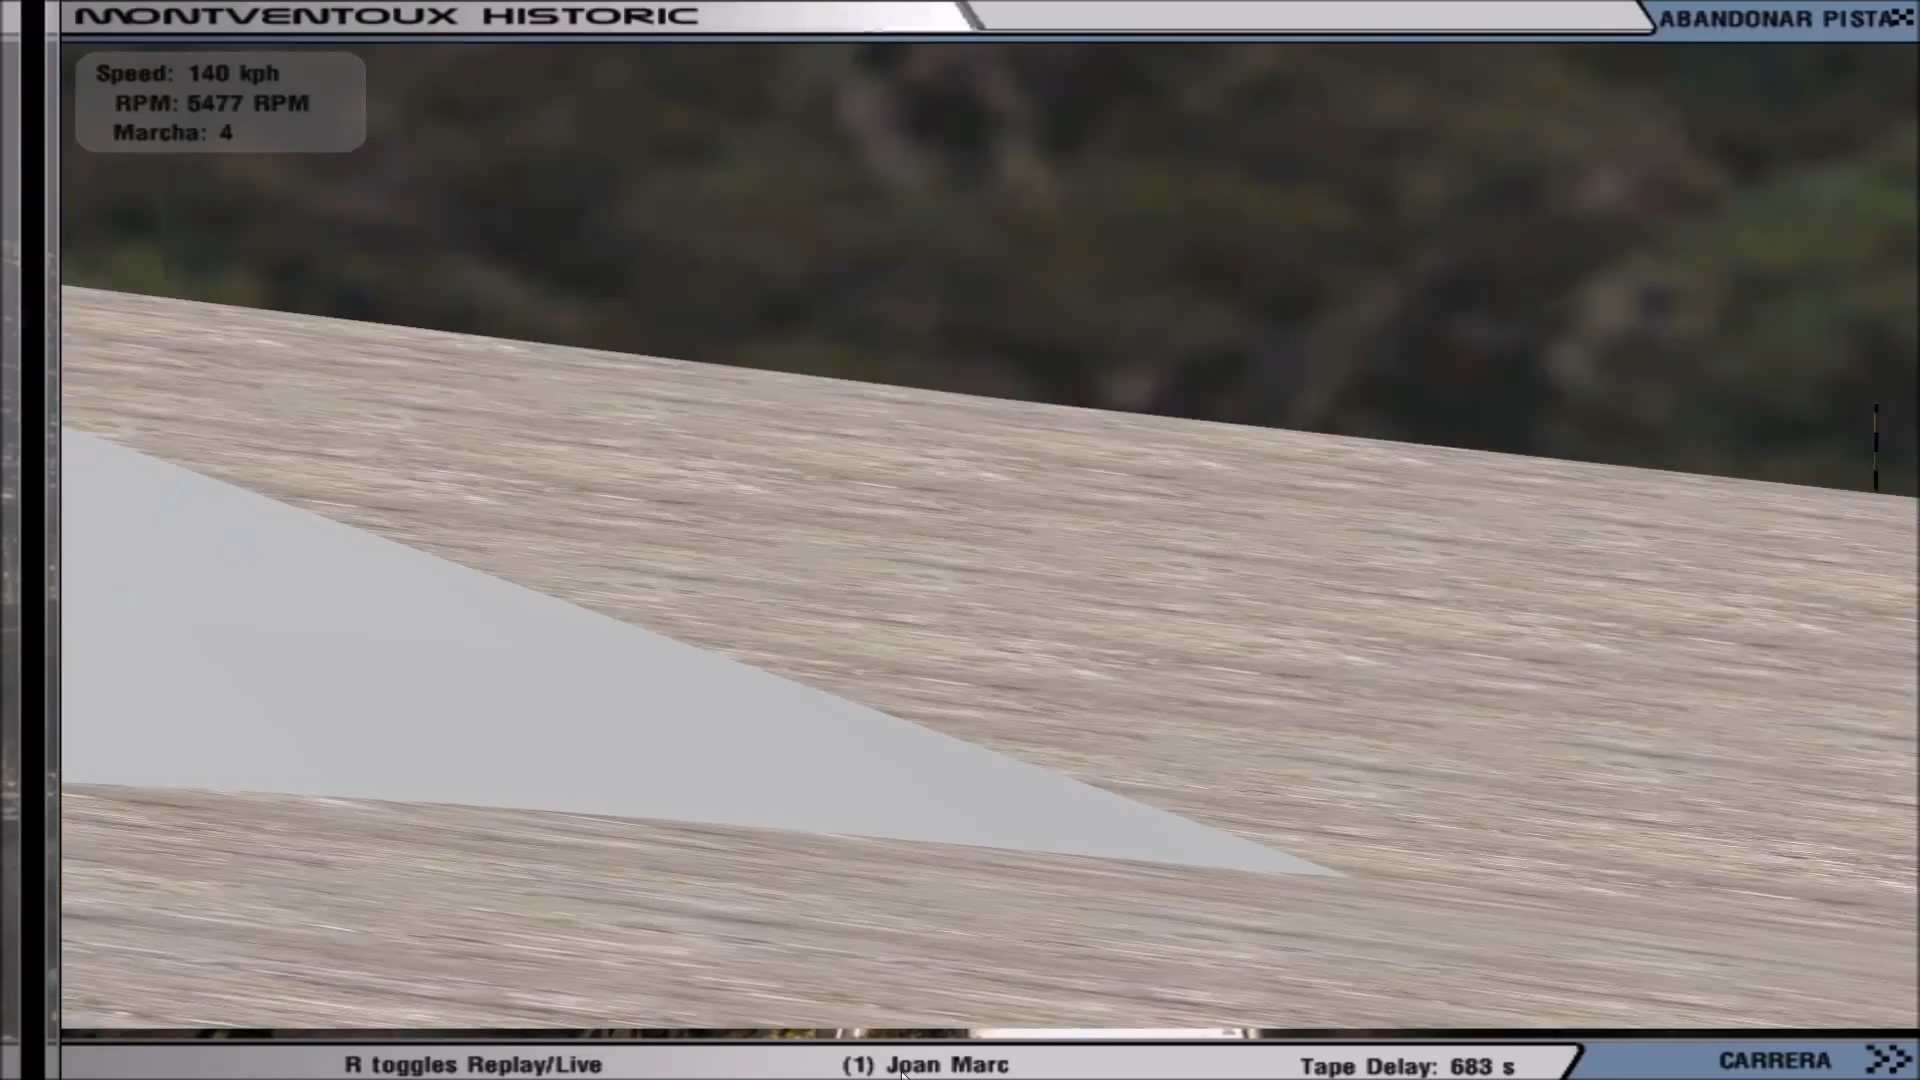 MONTVENTOUX HISTORIC
ABANDONAR PISTA
Speed: 140 kph
RPM: 5477 RPM
Marcha: 4
R toggles Replay/Live
(1) Joan Marc
Tape Delay: 683 s
CARRERA